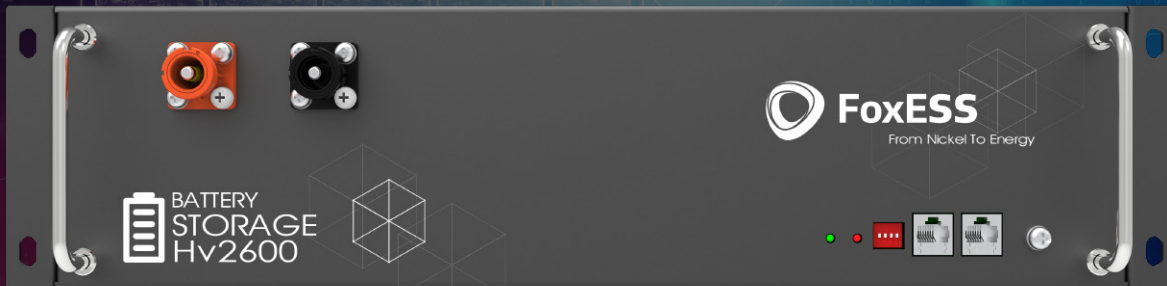 FoxESS
From Nickel To Energy
BATTERY
STORAGE
Hv2600